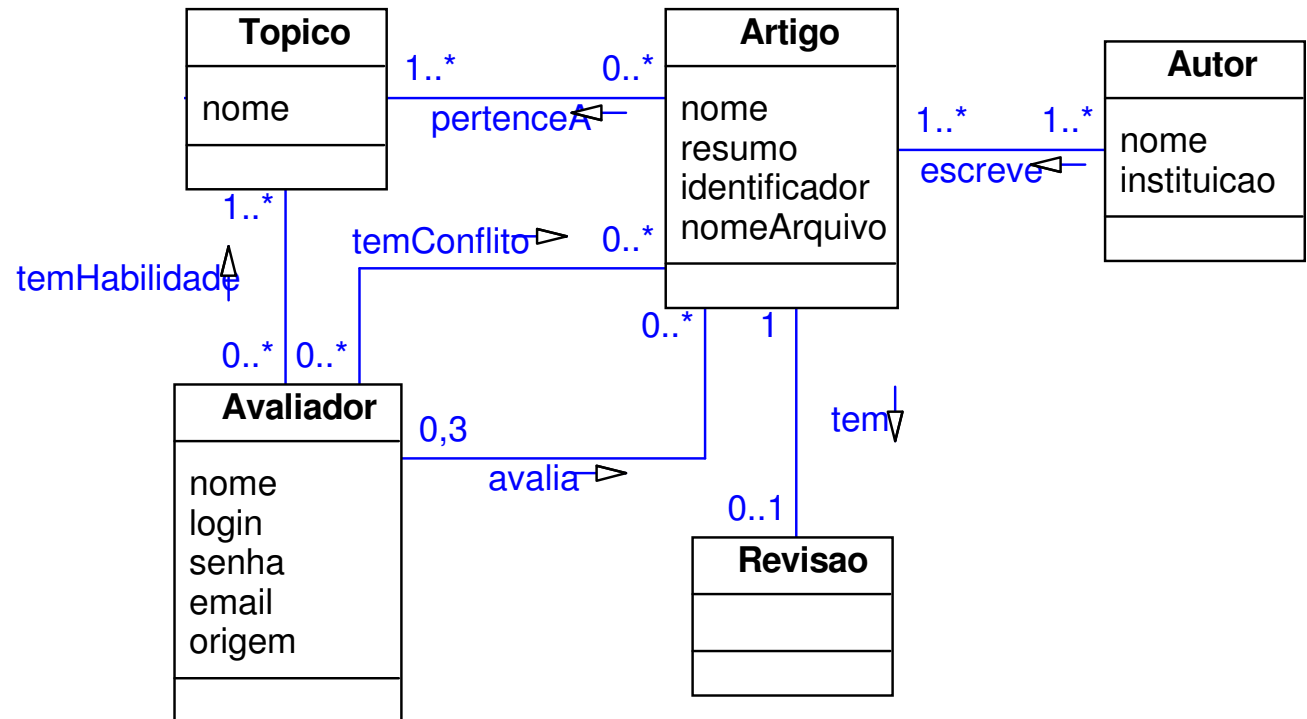 Topico
nome
1..*
0..*
pertenceA
Artigo
nome
resumo
identificador
nomeArquivo
1..*
1..*
escreve
Autor
nome
instituicao
1..*
temHabilidade
0..*
temConflito
0..*
0..*
Avaliador
nome
login
senha
email
origem
0,3
avalia
0..*
1
tem
0..1
Revisao